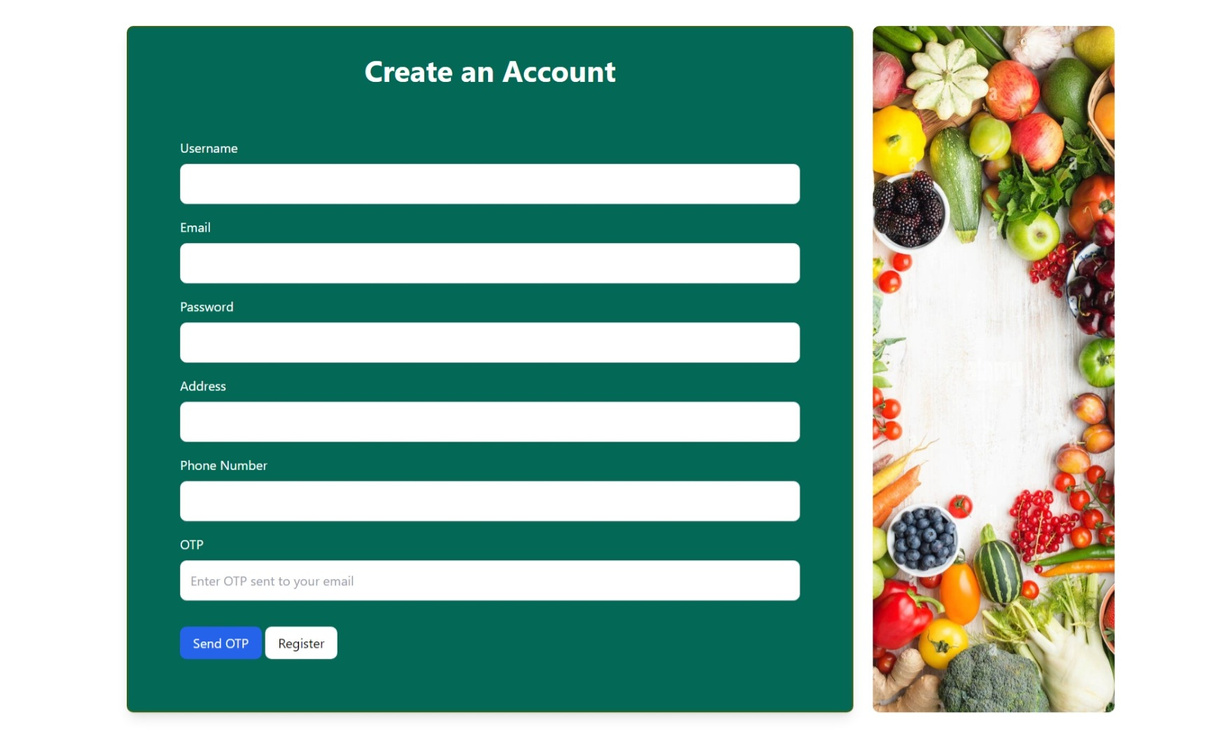 Create an Account
Username
Email
Password
Address
Phone Number
OTP
Enter OTP sent to your email
Send OTP Register